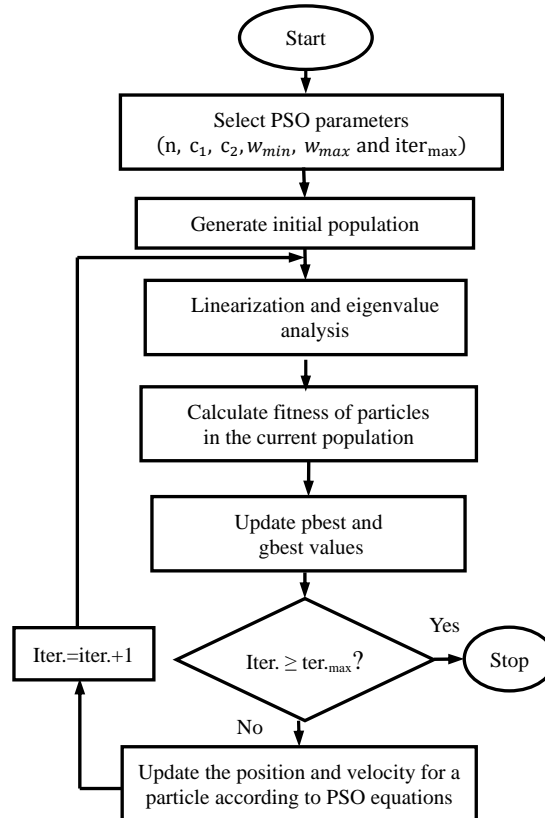 Start
Select PSO parameters
(n, c₁, c₂, wₘᵢₙ, wₘₐₓ and iterₘₐₓ)
Generate initial population
Linearization and eigenvalue
analysis
Calculate fitness of particles
in the current population
Update pbest and
gbest values
Yes
Iter.=iter.+1
Iter. ≥ ter.ₘₐₓ?
Stop
No
Update the position and velocity for a
particle according to PSO equations